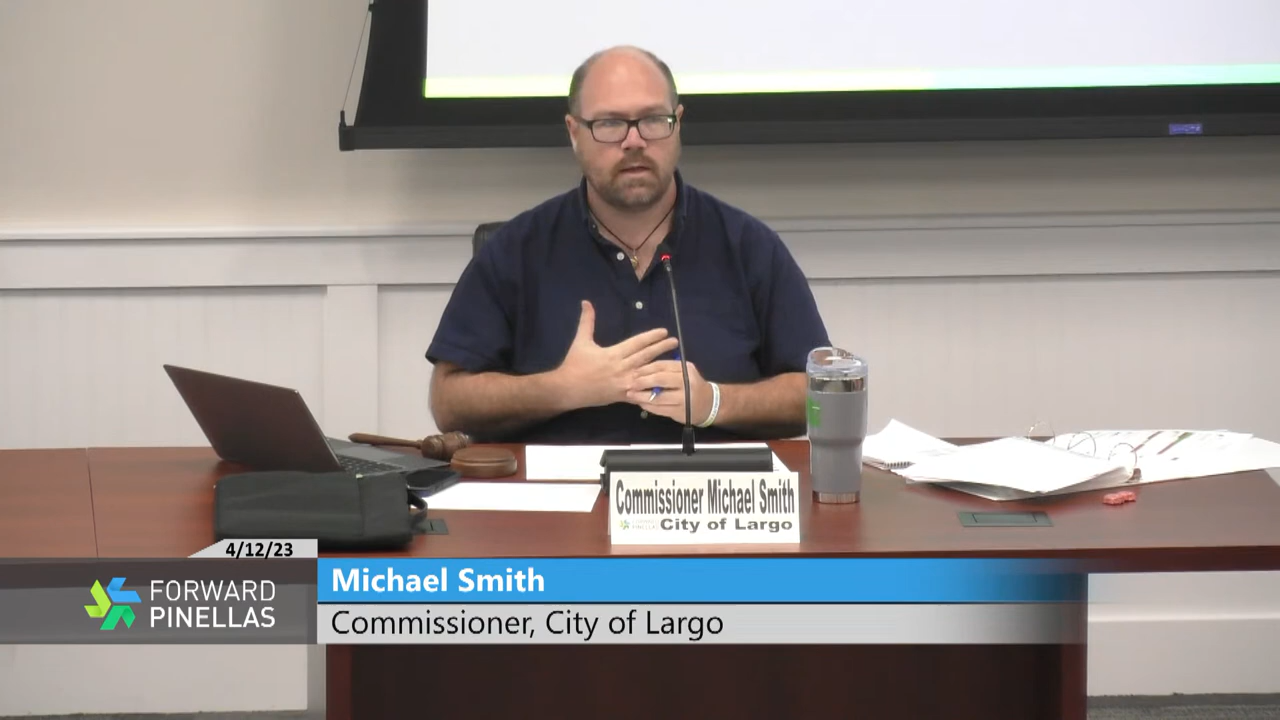 Commissioner Michael Smith
City of Largo
4/12/23
FORWARD
PINELLAS
Michael Smith
Commissioner, City of Largo